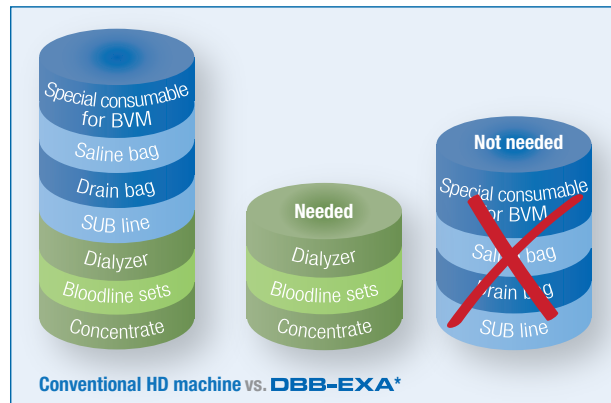 Special consumable
for BVM
Saline bag
Drain bag
SUB line
Dialyzer
Bloodline sets
Concentrate
Needed
Dialyzer
Bloodline sets
Concentrate
Not needed
Special consumable
for BVM
Saline bag
Drain bag
SUB line
Conventional HD machine vs. DBB-EXA*